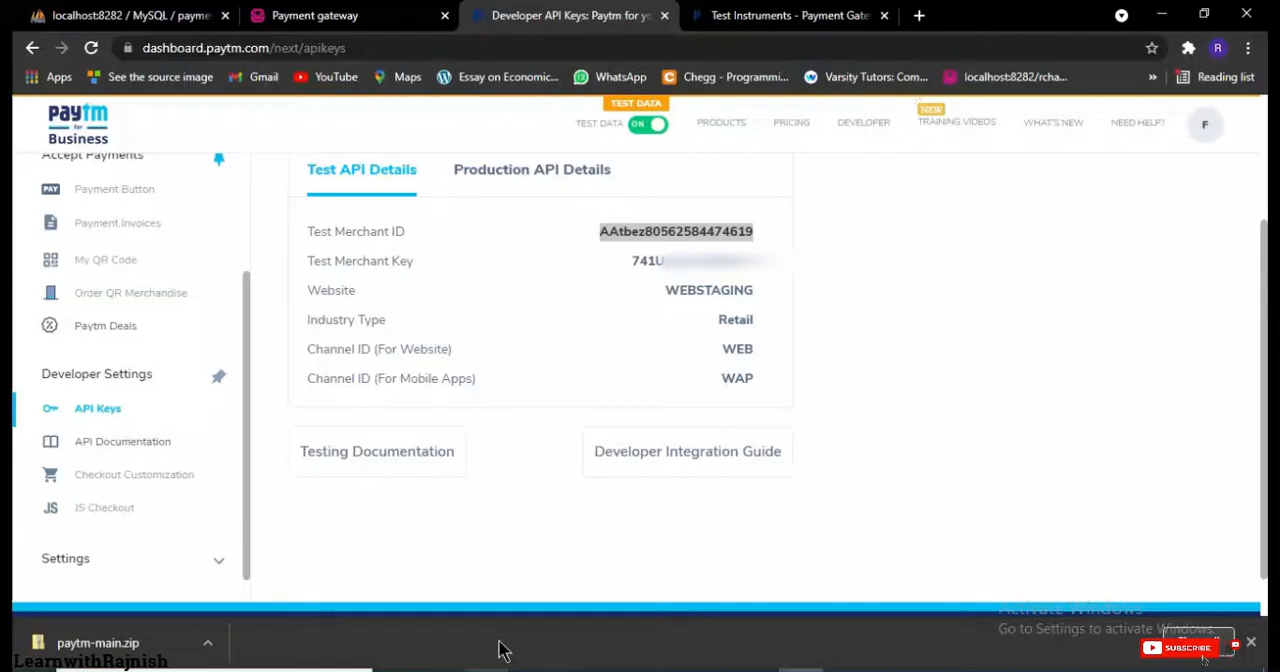 localhost:8282 / MySQL / payme
Payment gateway
Developer API Keys: Paytm for yo
Test Instruments - Payment Gate
dashboard.paytm.com/next/apikeys
R
Apps
See the source image
Gmail
YouTube
Maps
Essay on Economic...
WhatsApp
Chegg - Programmi...
Varsity Tutors: Com...
localhost:8282/rcha...
»
Reading list
paytm
for
Business
TEST DATA
TEST DATA ON
PRODUCTS
PRICING
DEVELOPER
NEW
TRAINING VIDEOS
WHAT'S NEW
NEED HELP?
F
Accept Payments
PAY Payment Button
Payment Invoices
My QR Code
Order QR Merchandise
Paytm Deals
Developer Settings
API Keys
API Documentation
Checkout Customization
JS JS Checkout
Settings
Test API Details
Production API Details
Test Merchant ID AAtbez80562584474619
Test Merchant Key 741U
Website WEBSTAGING
Industry Type Retail
Channel ID (For Website) WEB
Channel ID (For Mobile Apps) WAP
Testing Documentation
Developer Integration Guide
Activate Windows
Go to Settings to activate Windows.
paytm-main.zip
SUBSCRIBE
LearnwithRajnish